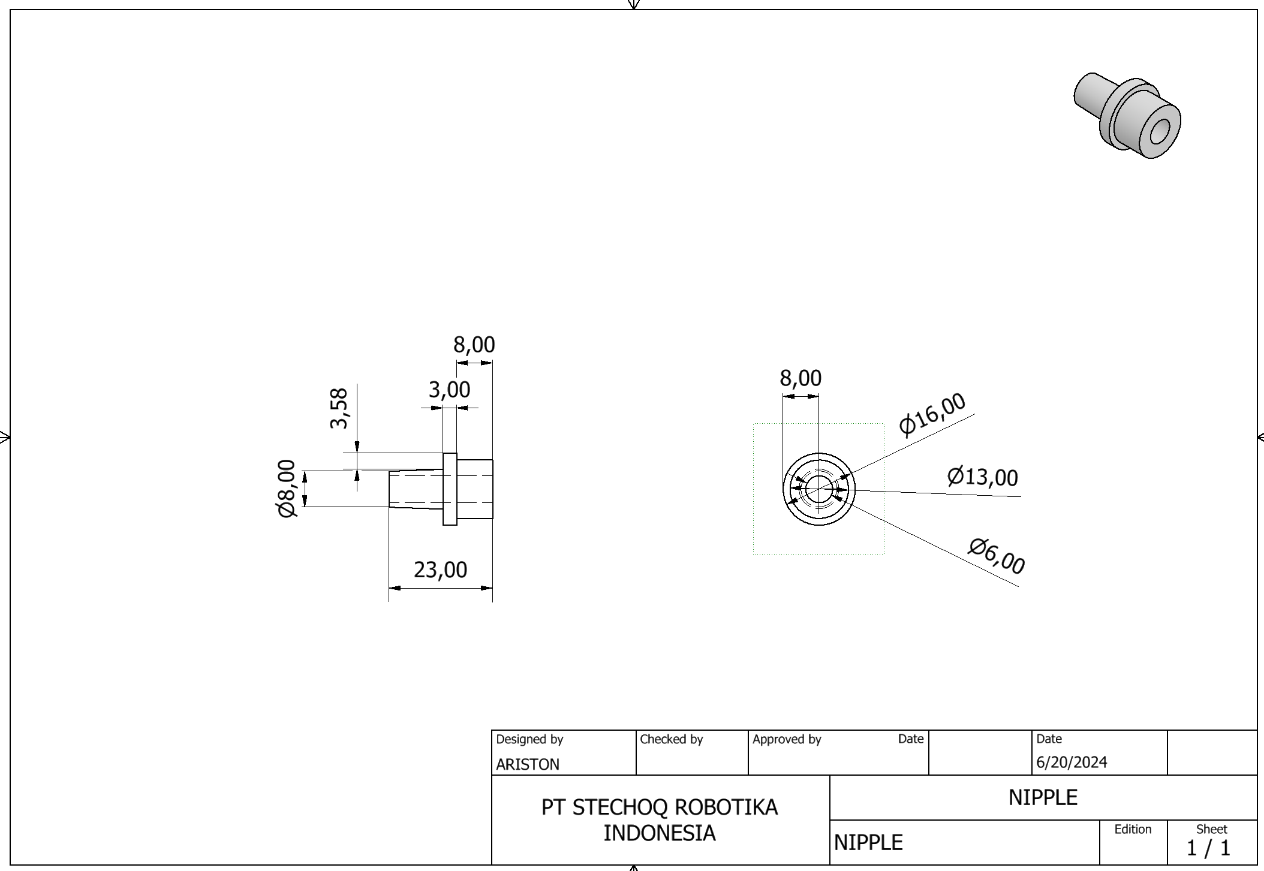 8,00
3,00
3,58
Ø8,00
23,00
8,00
Ø16,00
Ø13,00
Ø6,00
Designed by
ARISTON
Checked by
Approved by
Date
Date
6/20/2024
PT STECHOQ ROBOTIKA
INDONESIA
NIPPLE
NIPPLE
Edition
Sheet
1 / 1